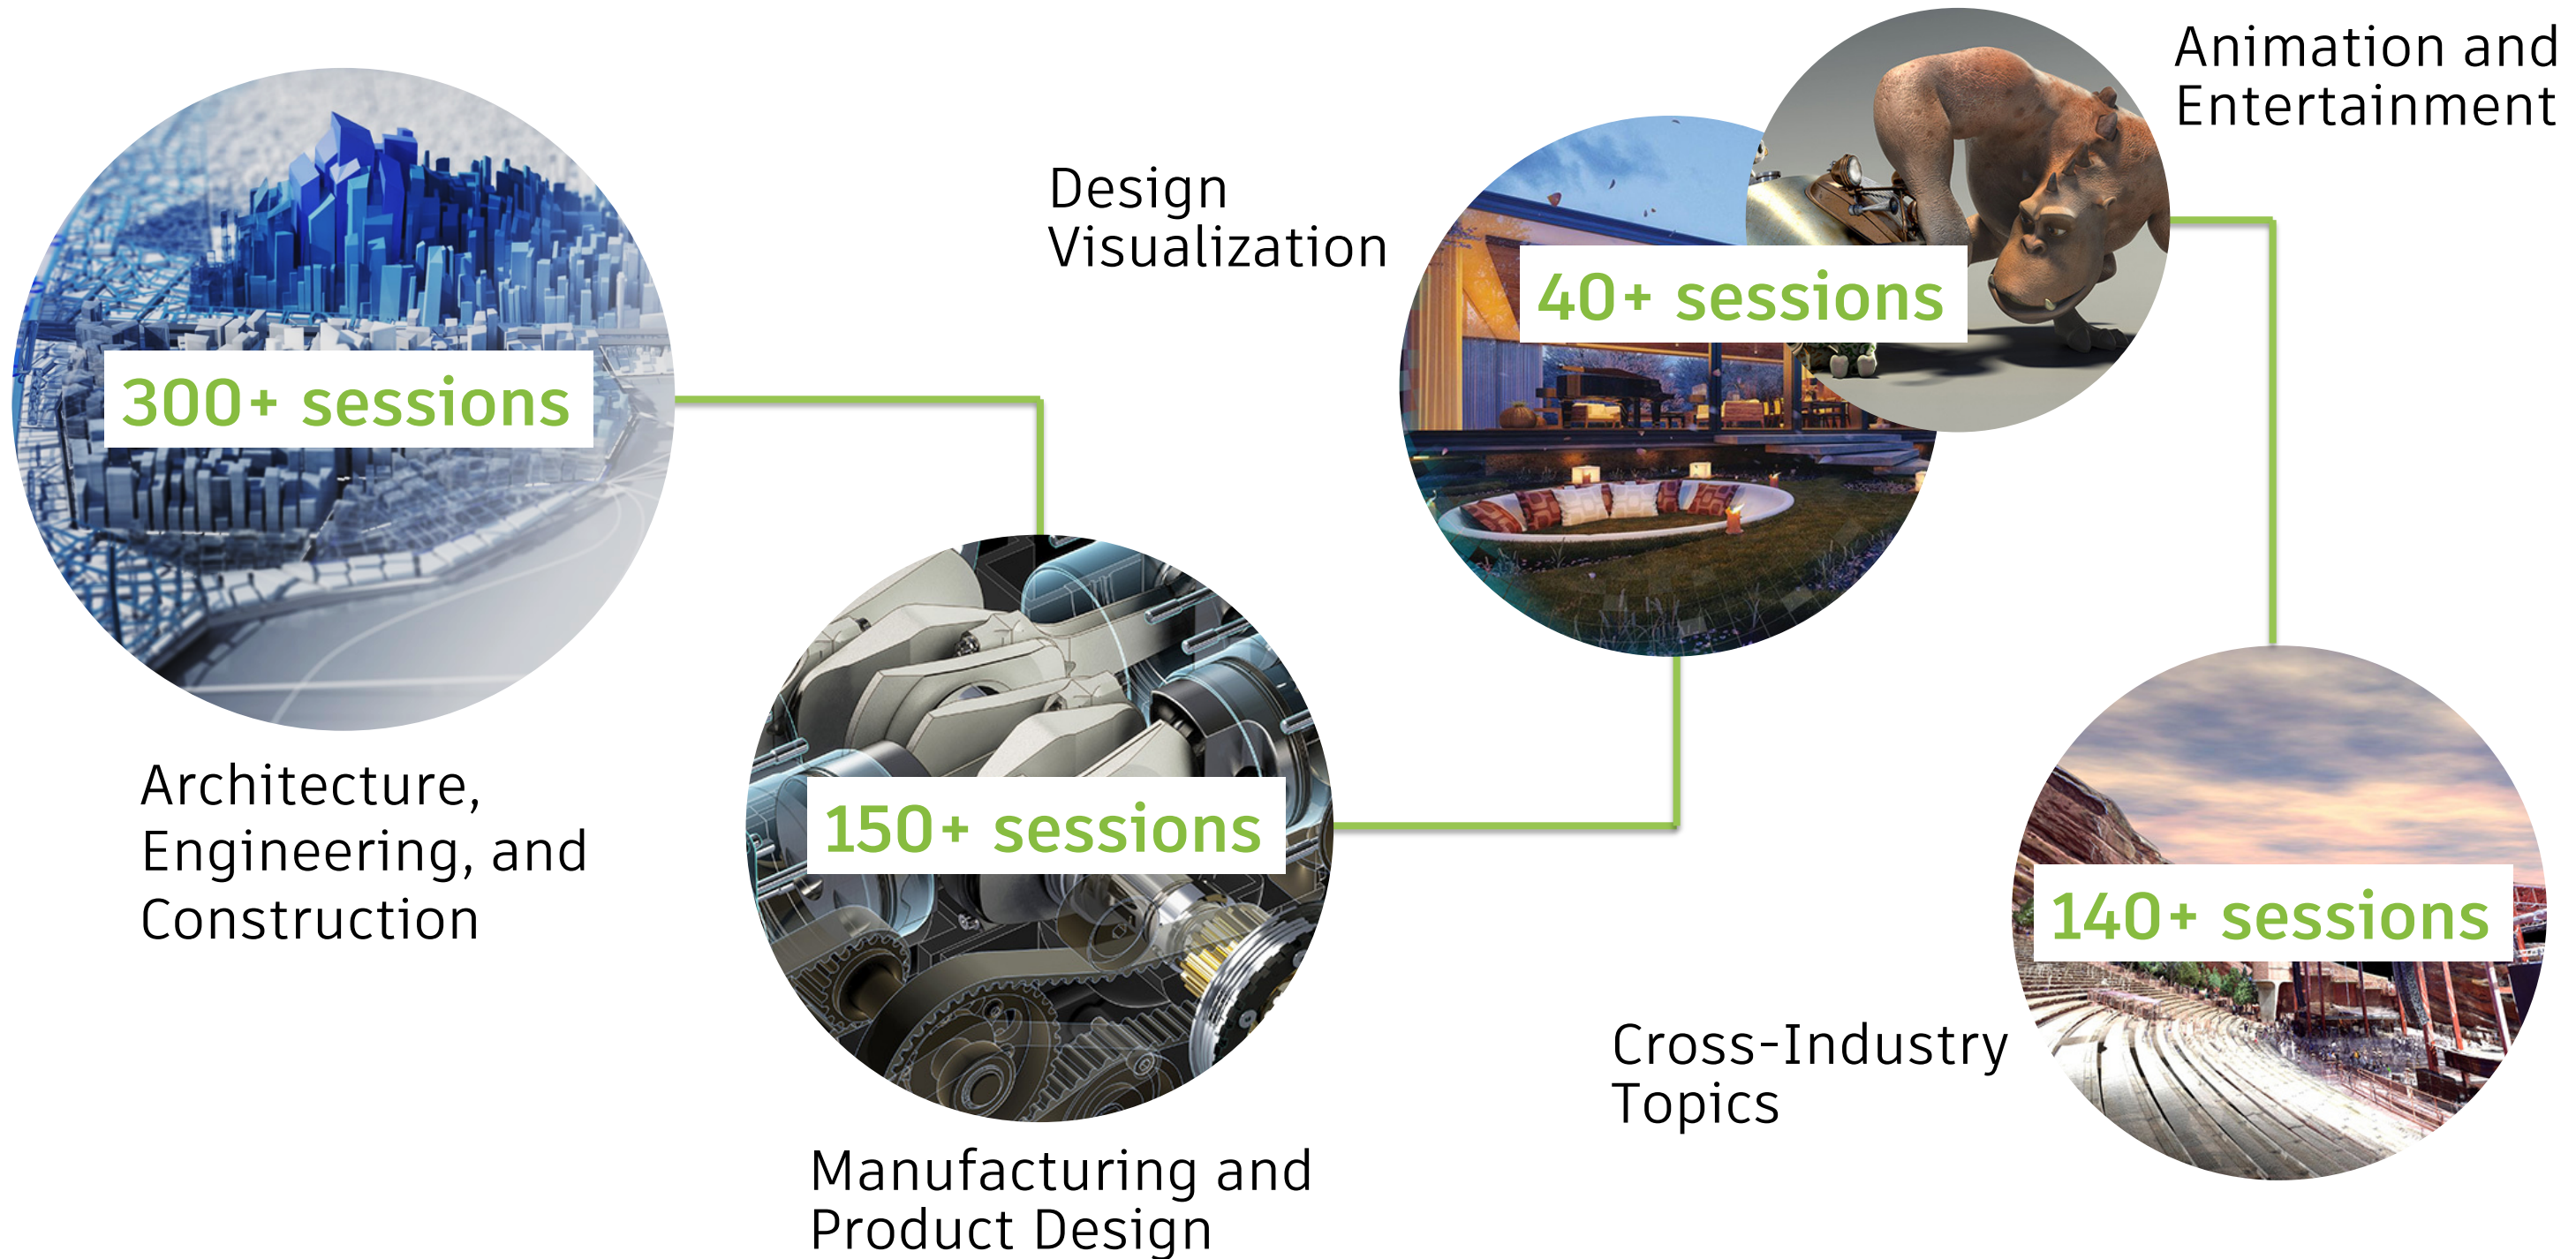 300+ sessions
Architecture,
Engineering, and
Construction
150+ sessions
Manufacturing and
Product Design
Design
Visualization
40+ sessions
Animation and
Entertainment
140+ sessions
Cross-Industry
Topics